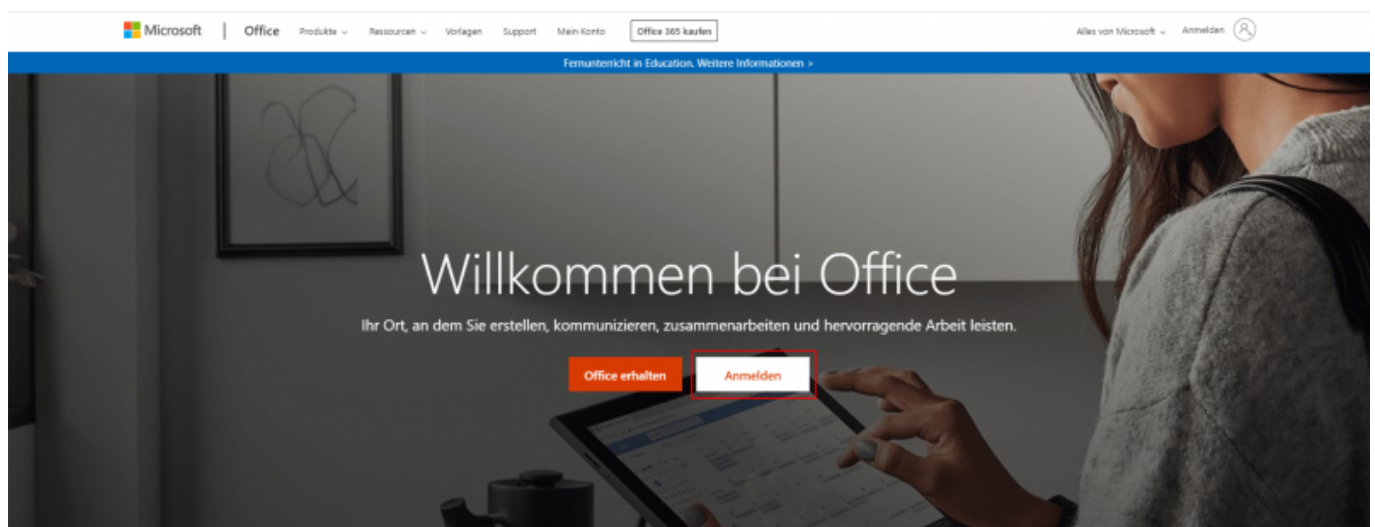 Microsoft | Office Produkte Ressourcen Vorlagen Support Mein Konto Office 365 kaufen Alles von Microsoft Anmelden
Fernunterricht in Education. Weitere Informationen >
Willkommen bei Office
Ihr Ort, an dem Sie erstellen, kommunizieren, zusammenarbeiten und hervorragende Arbeit leisten.
Office erhalten Anmelden